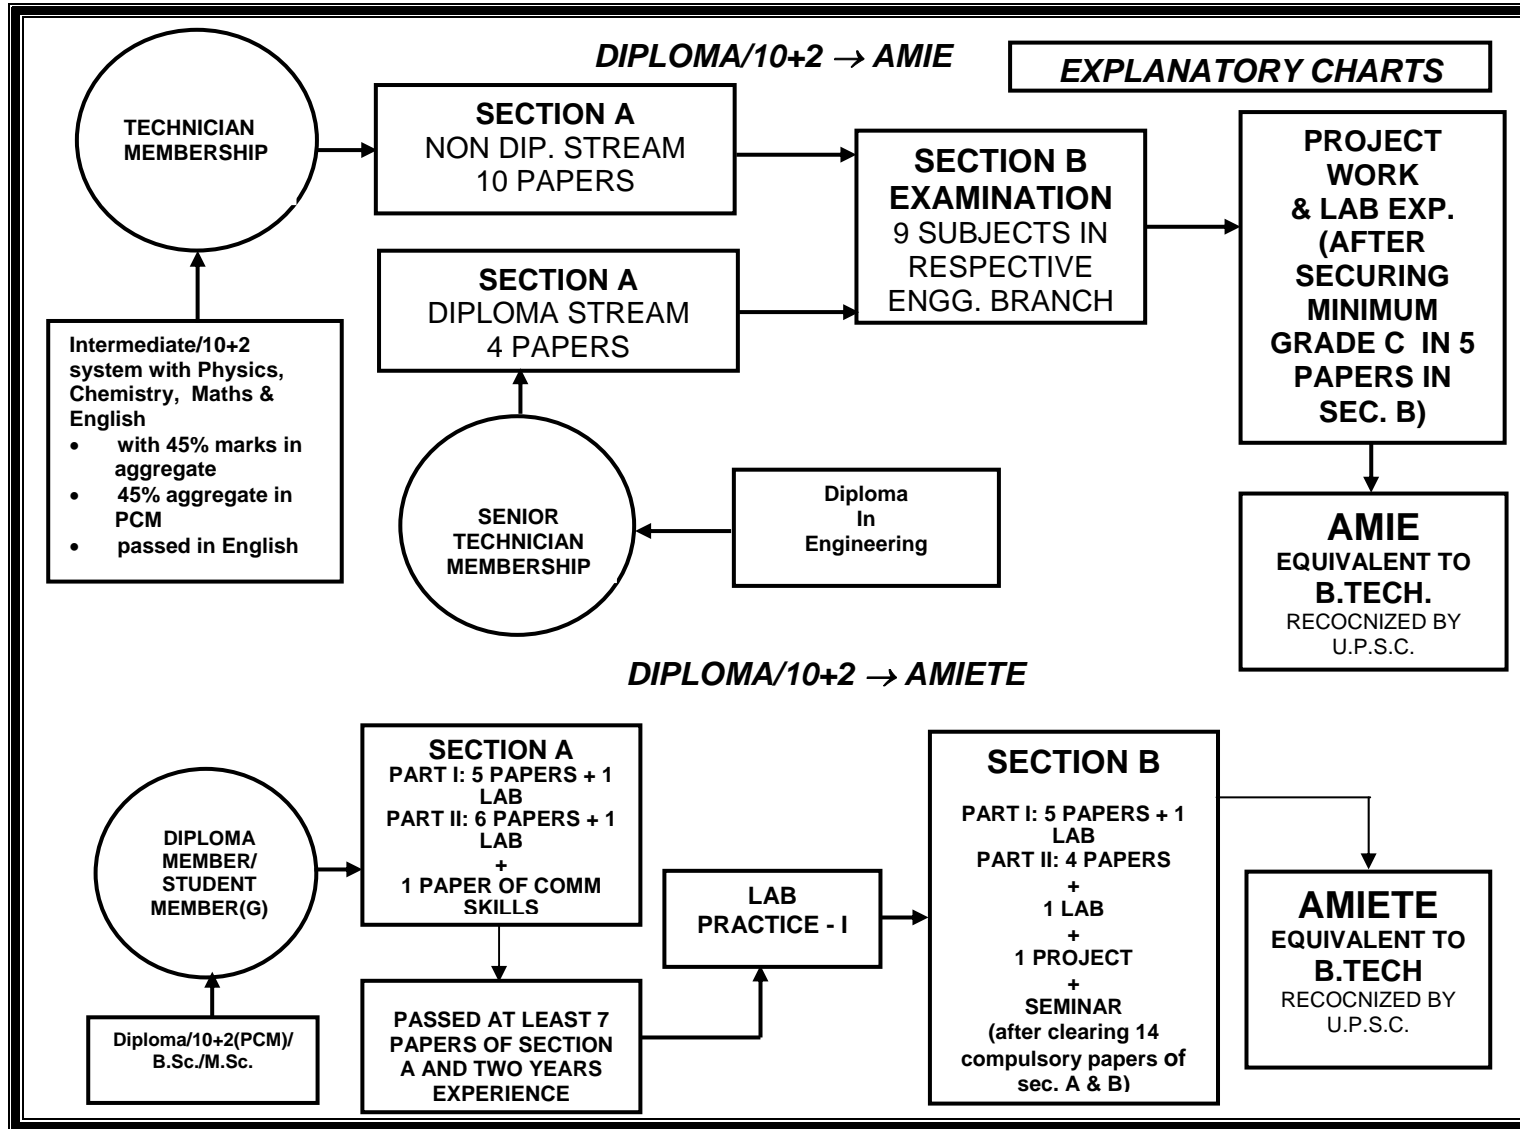 DIPLOMA/10+2 → AMIE
EXPLANATORY CHARTS
TECHNICIAN
MEMBERSHIP
SECTION A
NON DIP. STREAM
10 PAPERS
SECTION B
EXAMINATION
9 SUBJECTS IN
RESPECTIVE
ENGG. BRANCH
PROJECT
WORK
& LAB EXP.
(AFTER
SECURING
MINIMUM
GRADE C IN 5
PAPERS IN
SEC. B)
SECTION A
DIPLOMA STREAM
4 PAPERS
Intermediate/10+2
system with Physics,
Chemistry, Maths &
English
• with 45% marks in
aggregate
• 45% aggregate in
PCM
• passed in English
SENIOR
TECHNICIAN
MEMBERSHIP
Diploma
In
Engineering
AMIE
EQUIVALENT TO
B.TECH.
RECOCNIZED BY
U.P.S.C.
DIPLOMA/10+2 → AMIETE
DIPLOMA
MEMBER/
STUDENT
MEMBER(G)
SECTION A
PART I: 5 PAPERS + 1
LAB
PART II: 6 PAPERS + 1
LAB
+
1 PAPER OF COMM
SKILLS
LAB
PRACTICE - I
SECTION B
PART I: 5 PAPERS + 1
LAB
PART II: 4 PAPERS
+
1 LAB
+
1 PROJECT
+
SEMINAR
(after clearing 14
compulsory papers of
sec. A & B)
AMIETE
EQUIVALENT TO
B.TECH
RECOCNIZED BY
U.P.S.C.
Diploma/10+2(PCM)/
B.Sc./M.Sc.
PASSED AT LEAST 7
PAPERS OF SECTION
A AND TWO YEARS
EXPERIENCE